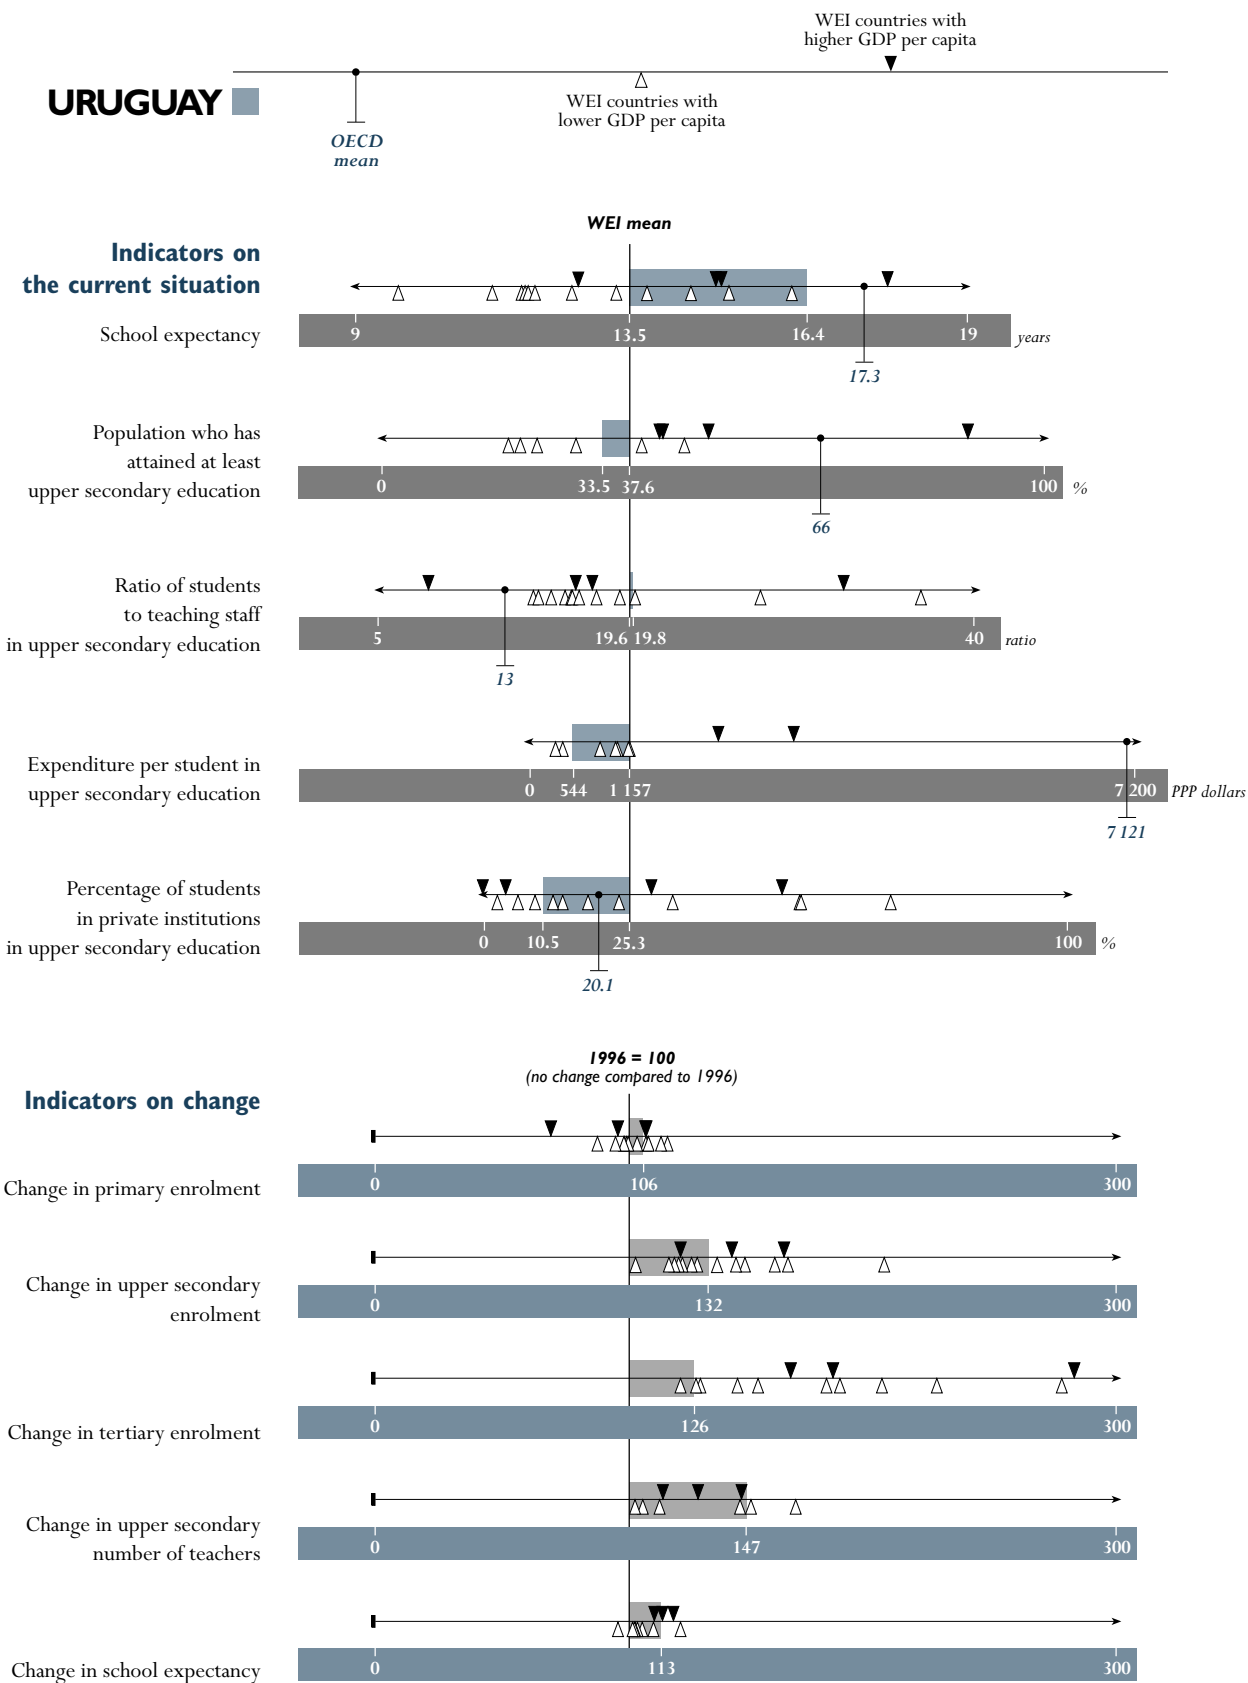 WEI countries with
higher GDP per capita
URUGUAY
WEI countries with
lower GDP per capita
OECD
mean
WEI mean
Indicators on
the current situation
School expectancy
9 13.5 16.4 19 years
17.3
Population who has
attained at least
upper secondary education
0 33.5 37.6 100 %
66
Ratio of students
to teaching staff
in upper secondary education
5 19.6 19.8 40 ratio
13
Expenditure per student in
upper secondary education
0 544 1 157 7 200 PPP dollars
7 121
Percentage of students
in private institutions
in upper secondary education
0 10.5 25.3 100 %
20.1
1996 = 100
(no change compared to 1996)
Indicators on change
Change in primary enrolment
0 106 300
Change in upper secondary
enrolment
0 132 300
Change in tertiary enrolment
0 126 300
Change in upper secondary
number of teachers
0 147 300
Change in school expectancy
0 113 300